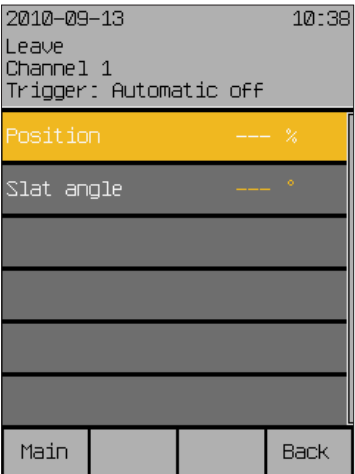 2010-09-13 10:38
Leave
Channel 1
Trigger: Automatic off
Position --- %
Slat angle --- °
Main Back